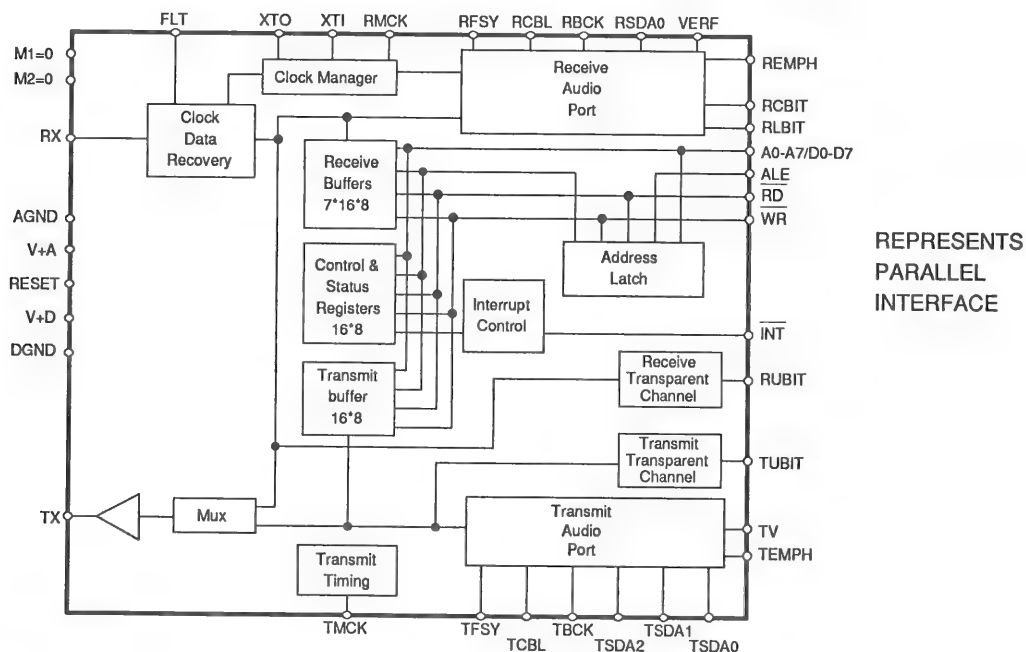 FLT
XTO
XTI
RMCK
RFSY
RCBL
RBCK
RSDA0
VERF
M1=0
M2=0
RX
AGND
V+A
RESET
V+D
DGND
TX
Clock Manager
Clock
Data
Recovery
Receive
Audio
Port
REMPH
RCBIT
RLBIT
A0-A7/D0-D7
ALE
RD
WR
Receive
Buffers
7*16*8
Address
Latch
Control &
Status
Registers
16*8
Interrupt
Control
INT
REPRESENTS
PARALLEL
INTERFACE
Transmit
buffer
16*8
Receive
Transparent
Channel
RUBIT
Transmit
Transparent
Channel
TUBIT
Mux
Transmit
Audio
Port
TV
TEMPH
Transmit
Timing
TMCK
TFSY
TCBL
TBCK
TSDA2
TSDA1
TSDA0